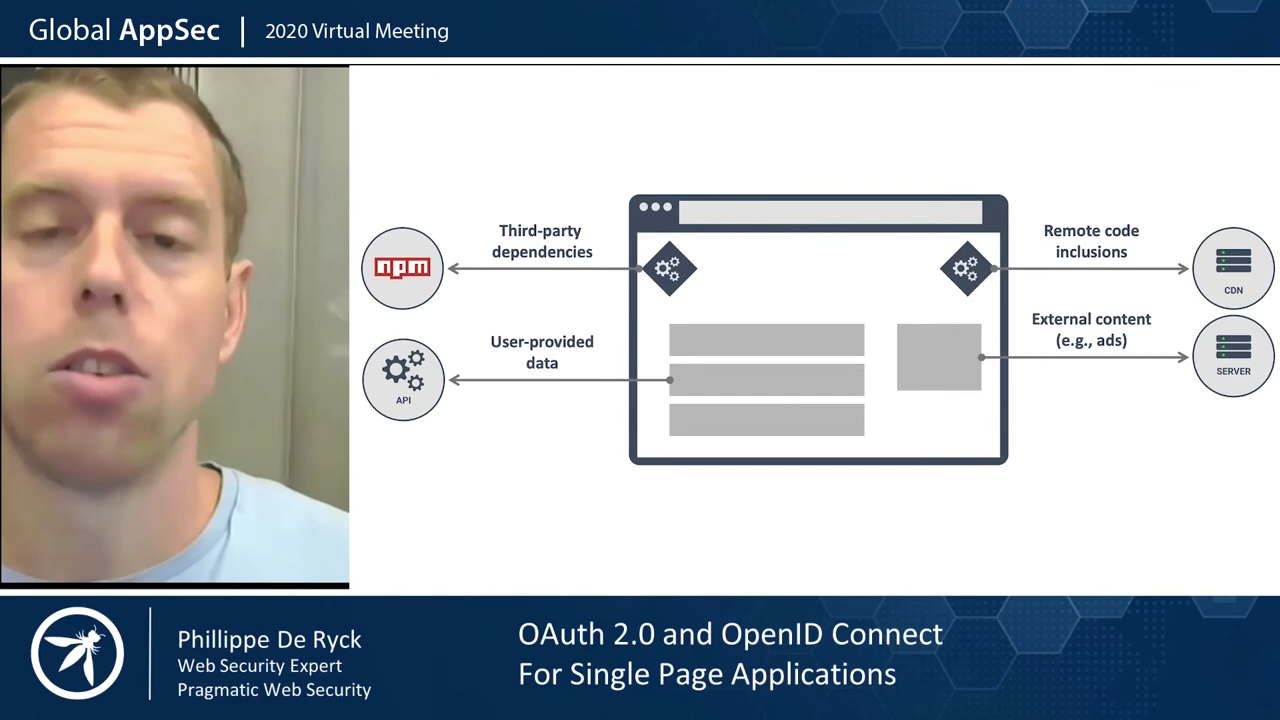 Global AppSec | 2020 Virtual Meeting
Third-party
dependencies
npm
User-provided
data
API
Remote code
inclusions
CDN
External content
(e.g., ads)
SERVER
Phillippe De Ryck
Web Security Expert
Pragmatic Web Security
OAuth 2.0 and OpenID Connect
For Single Page Applications